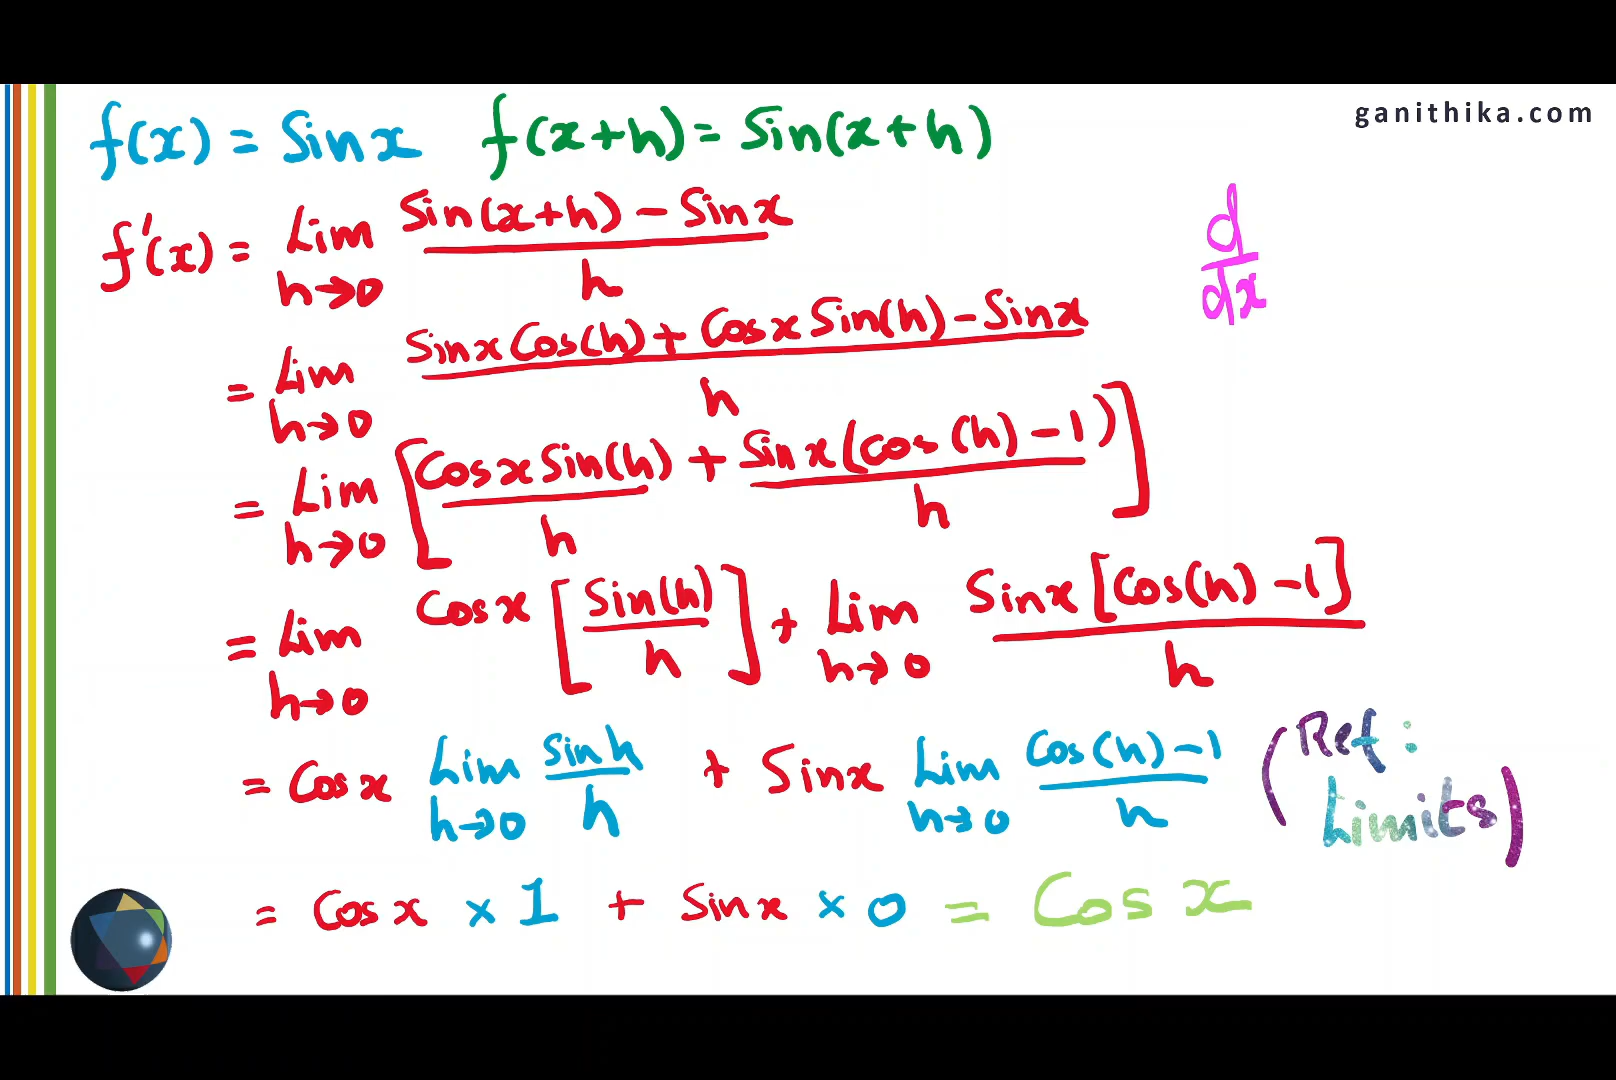 ganithika.com
f(x) = Sin x f(x+h) = Sin(x+h)
f'(x) = Lim h→0 (Sin(x+h) − Sin x) / h
d/dx
= Lim h→0 (Sin x Cos(h) + Cos x Sin(h) − Sin x) / h
= Lim h→0 [Cos x Sin(h) / h + Sin x (Cos(h) − 1) / h]
= Lim h→0 Cos x [Sin(h) / h] + Lim h→0 Sin x [Cos(h) − 1] / h
= Cos x Lim h→0 Sin h / h + Sin x Lim h→0 Cos(h) − 1 / h (Ref: Limits)
= Cos x × 1 + Sin x × 0 = Cos x